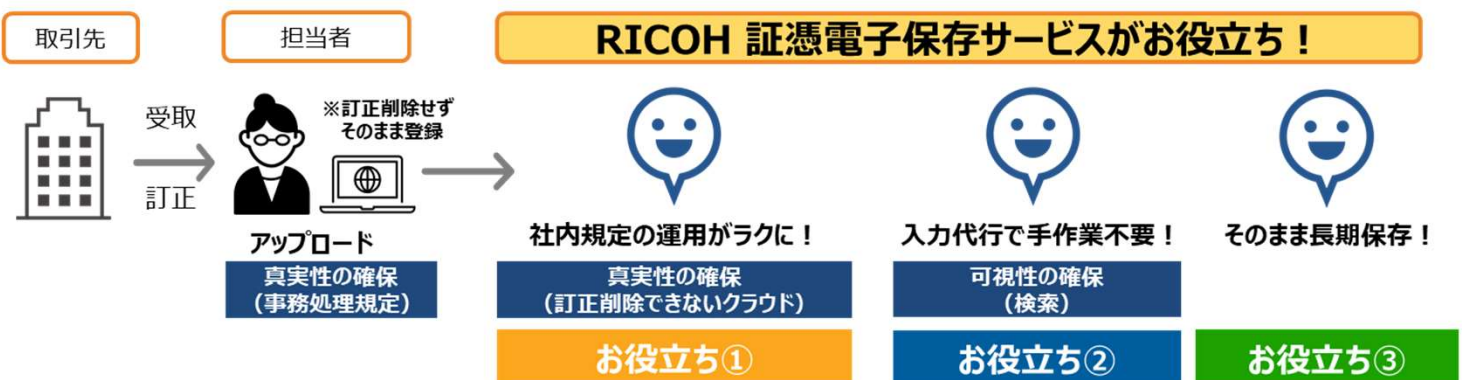 取引先
担当者
RICOH 証憑電子保存サービスがお役立ち！
受取
訂正
※訂正削除せず
そのまま登録
アップロード
真実性の確保
（事務処理規定）
社内規定の運用がラクに！
真実性の確保
（訂正削除できないクラウド）
お役立ち①
入力代行で手作業不要！
可視性の確保
（検索）
お役立ち②
そのまま長期保存！
お役立ち③